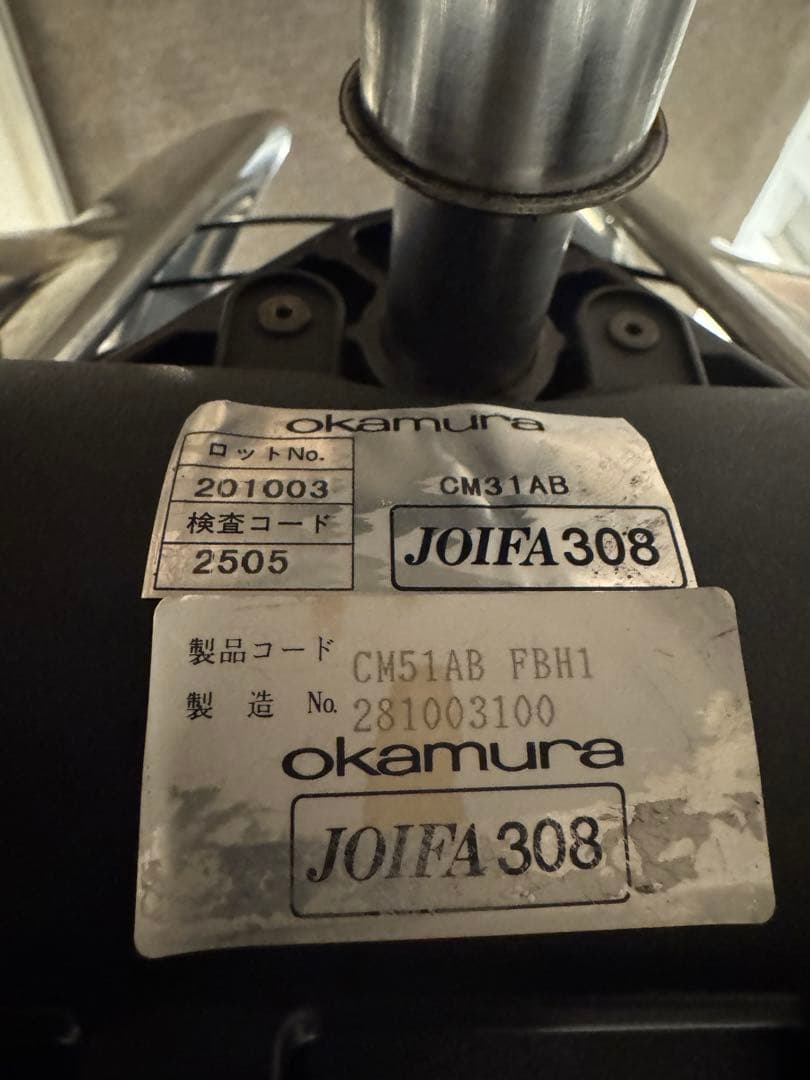 okamura
ロットNo.
201003
CM31AB
検査コード
2505
JOIFA308
製品コード CM51AB FBH1
製造 No. 281003100
okamura
JOIFA308